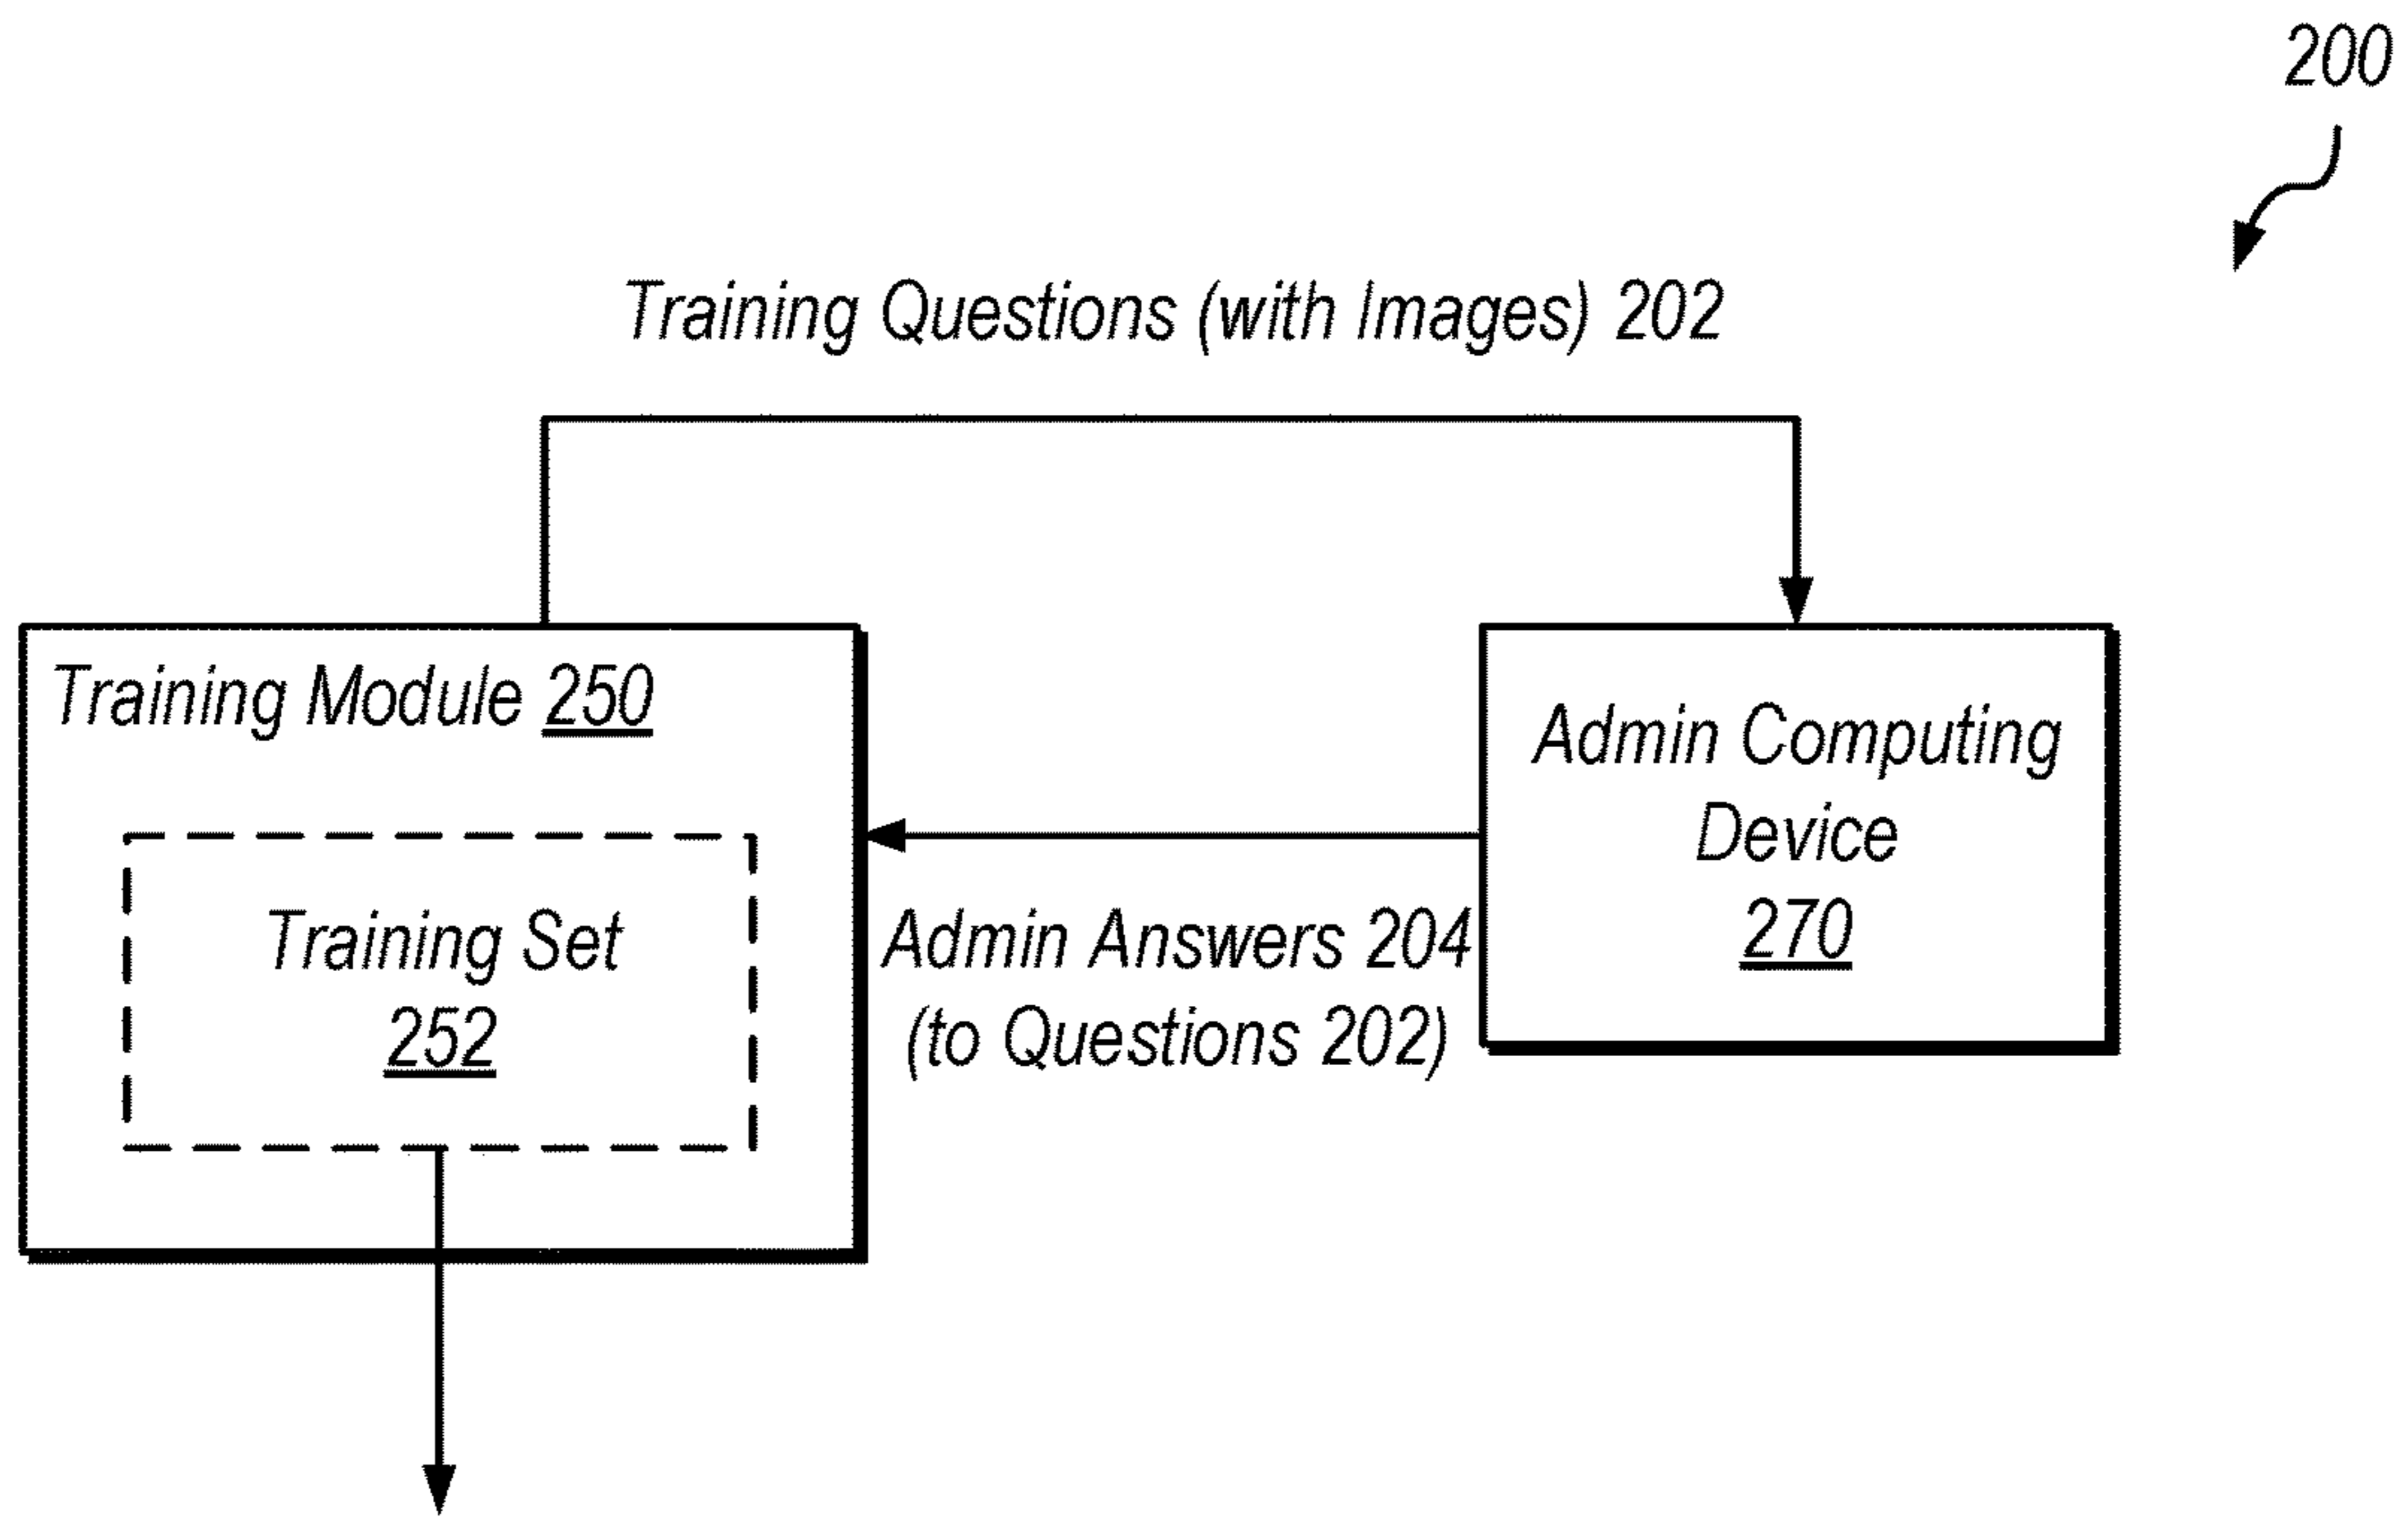 200
Training Questions (with Images) 202
Training Module 250
Admin Computing
Device
270
Training Set
252
Admin Answers 204
(to Questions 202)